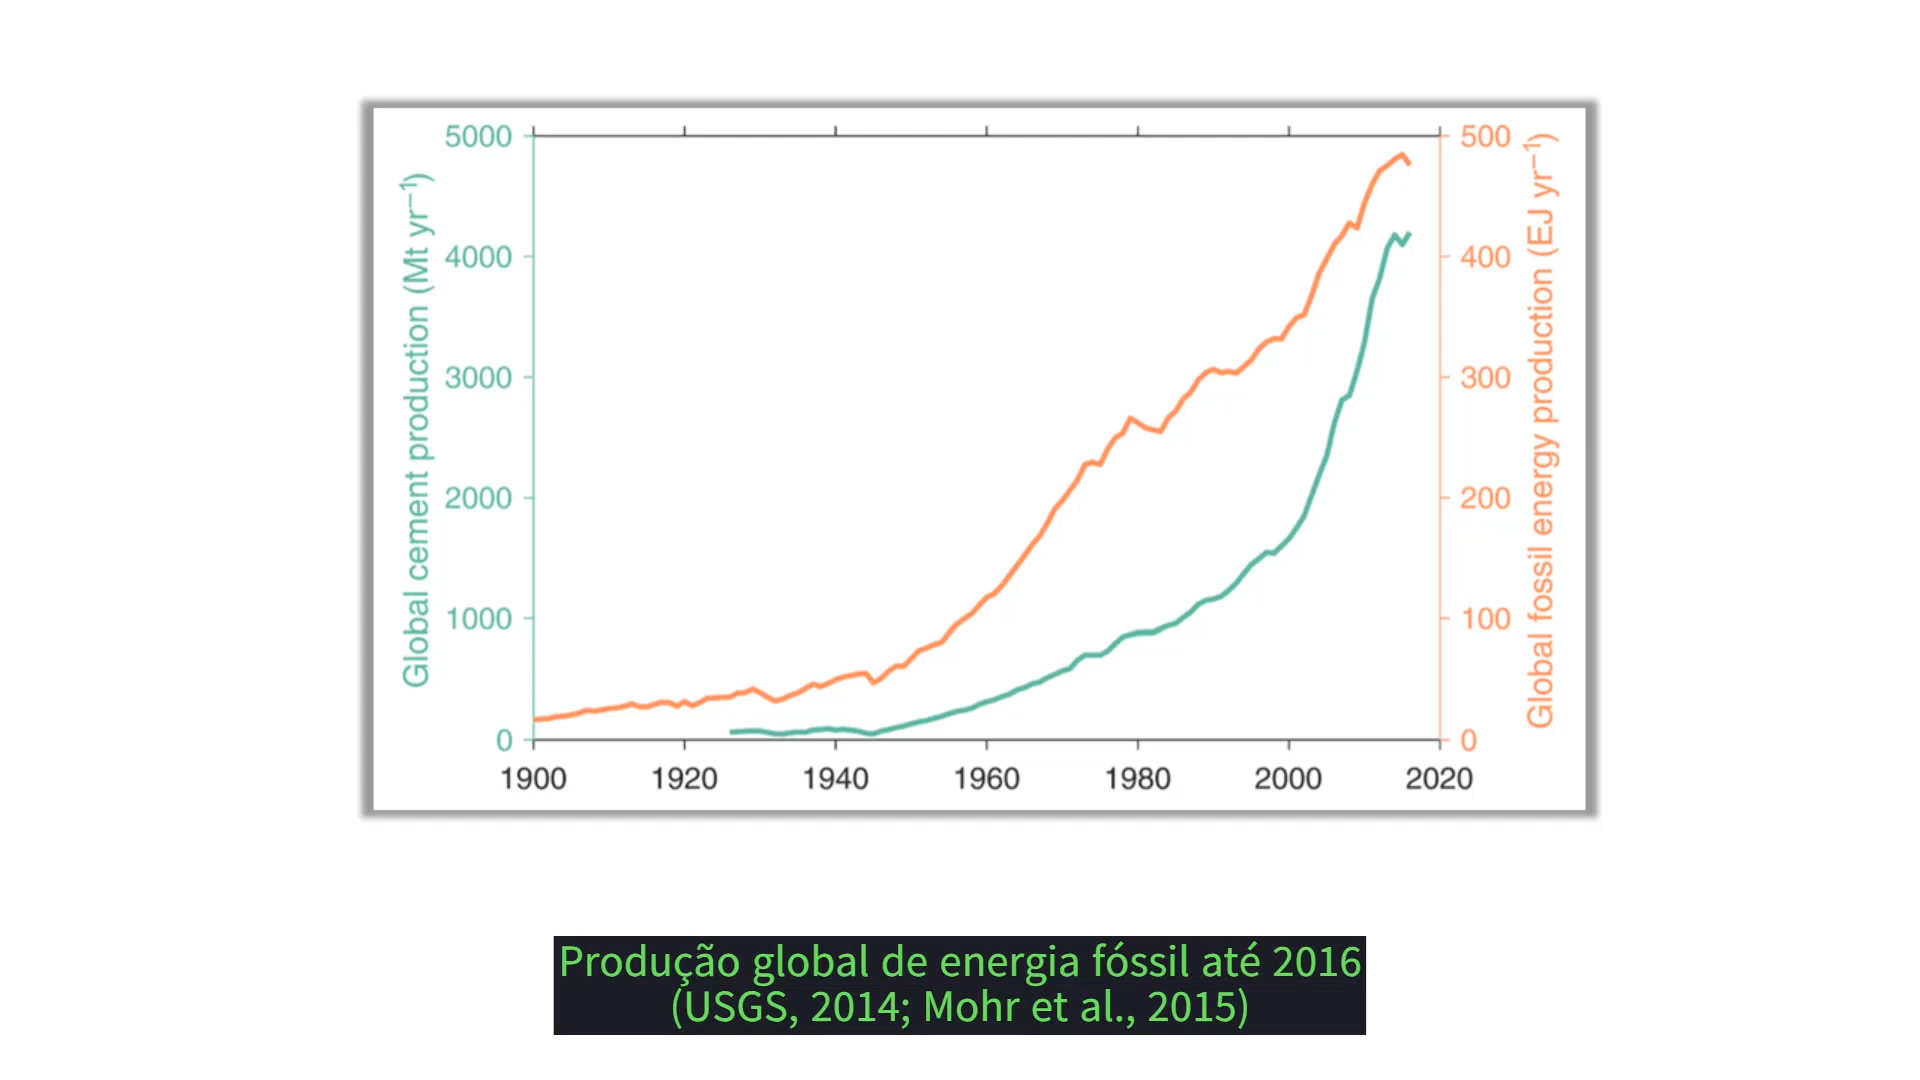 5000
4000
3000
2000
1000
0
Global cement production (Mt yr⁻¹)
500
400
300
200
100
0
Global fossil energy production (EJ yr⁻¹)
1900 1920 1940 1960 1980 2000 2020
Produção global de energia fóssil até 2016
(USGS, 2014; Mohr et al., 2015)